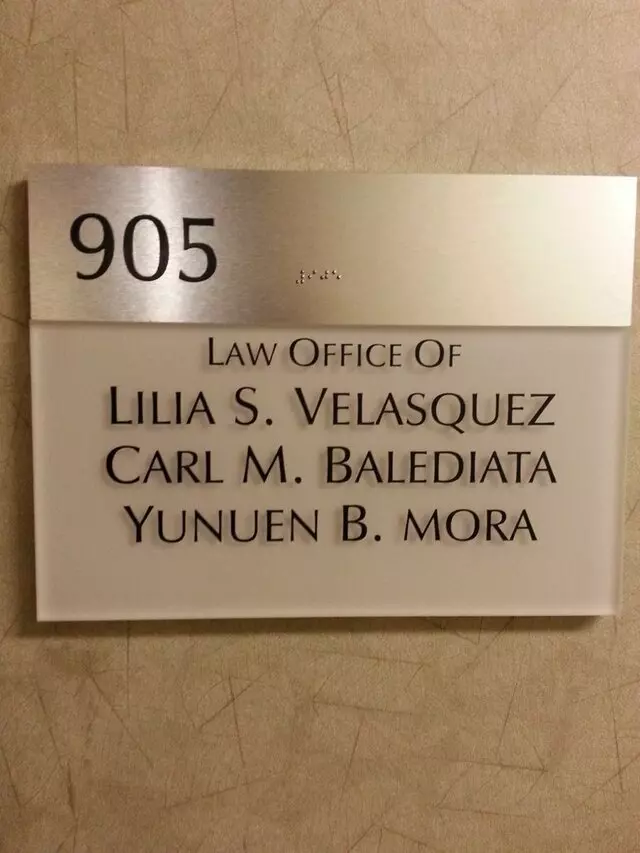 905
LAW OFFICE OF
LILIA S. VELASQUEZ
CARL M. BALEDIATA
YUNUEN B. MORA